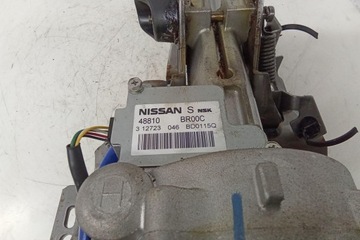 NISSAN S NSK
48810 BR00C
3 12723 046 BD0115Q